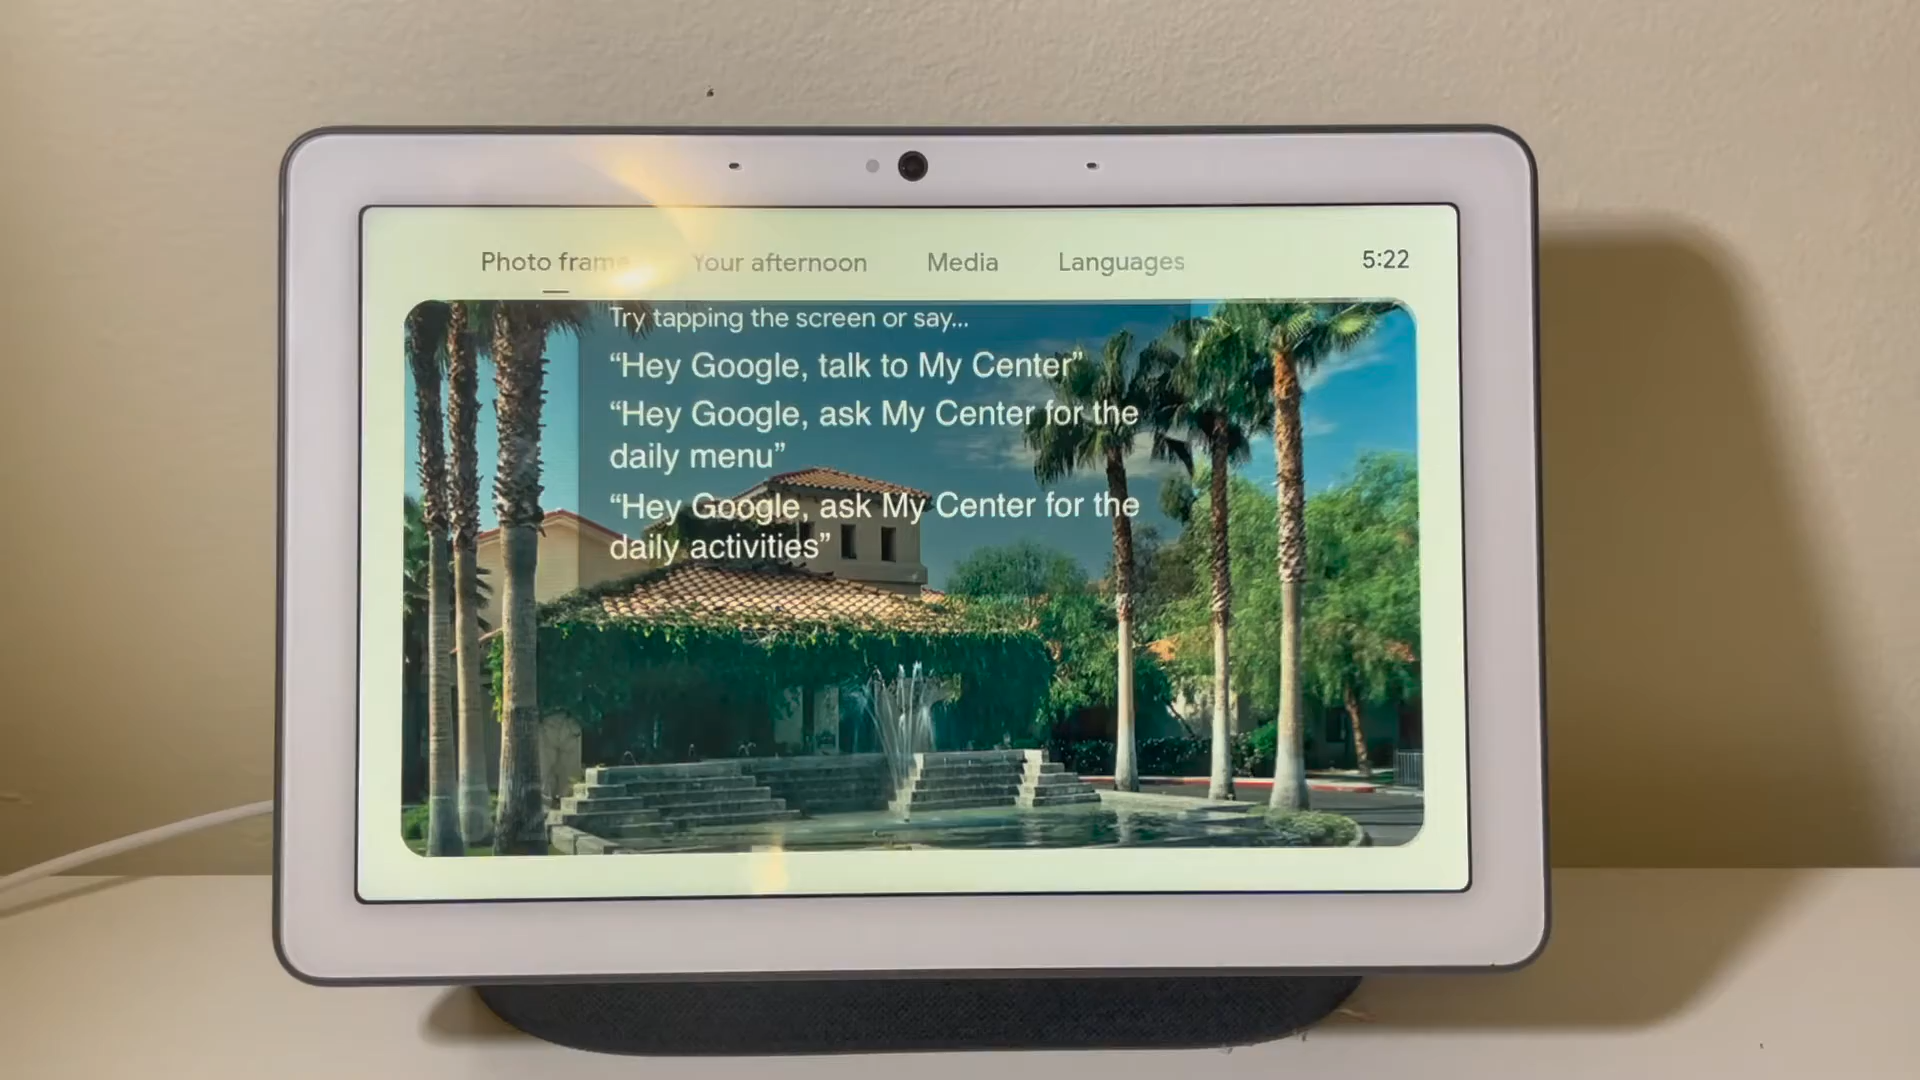 Photo frame Your afternoon Media Languages 5:22
Try tapping the screen or say...
“Hey Google, talk to My Center”
“Hey Google, ask My Center for the
daily menu”
“Hey Google, ask My Center for the
daily activities”